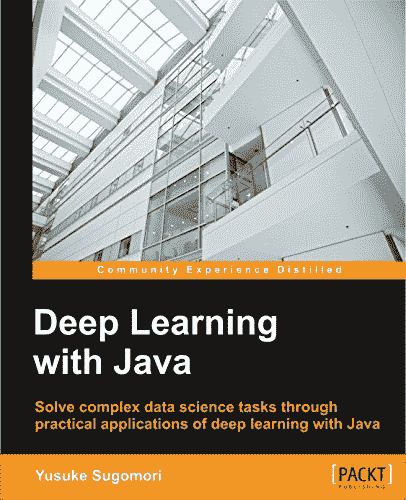 Community Experience Distilled
Deep Learning
with Java
Solve complex data science tasks through
practical applications of deep learning with Java
Yusuke Sugomori
[PACKT]
PUBLISHING